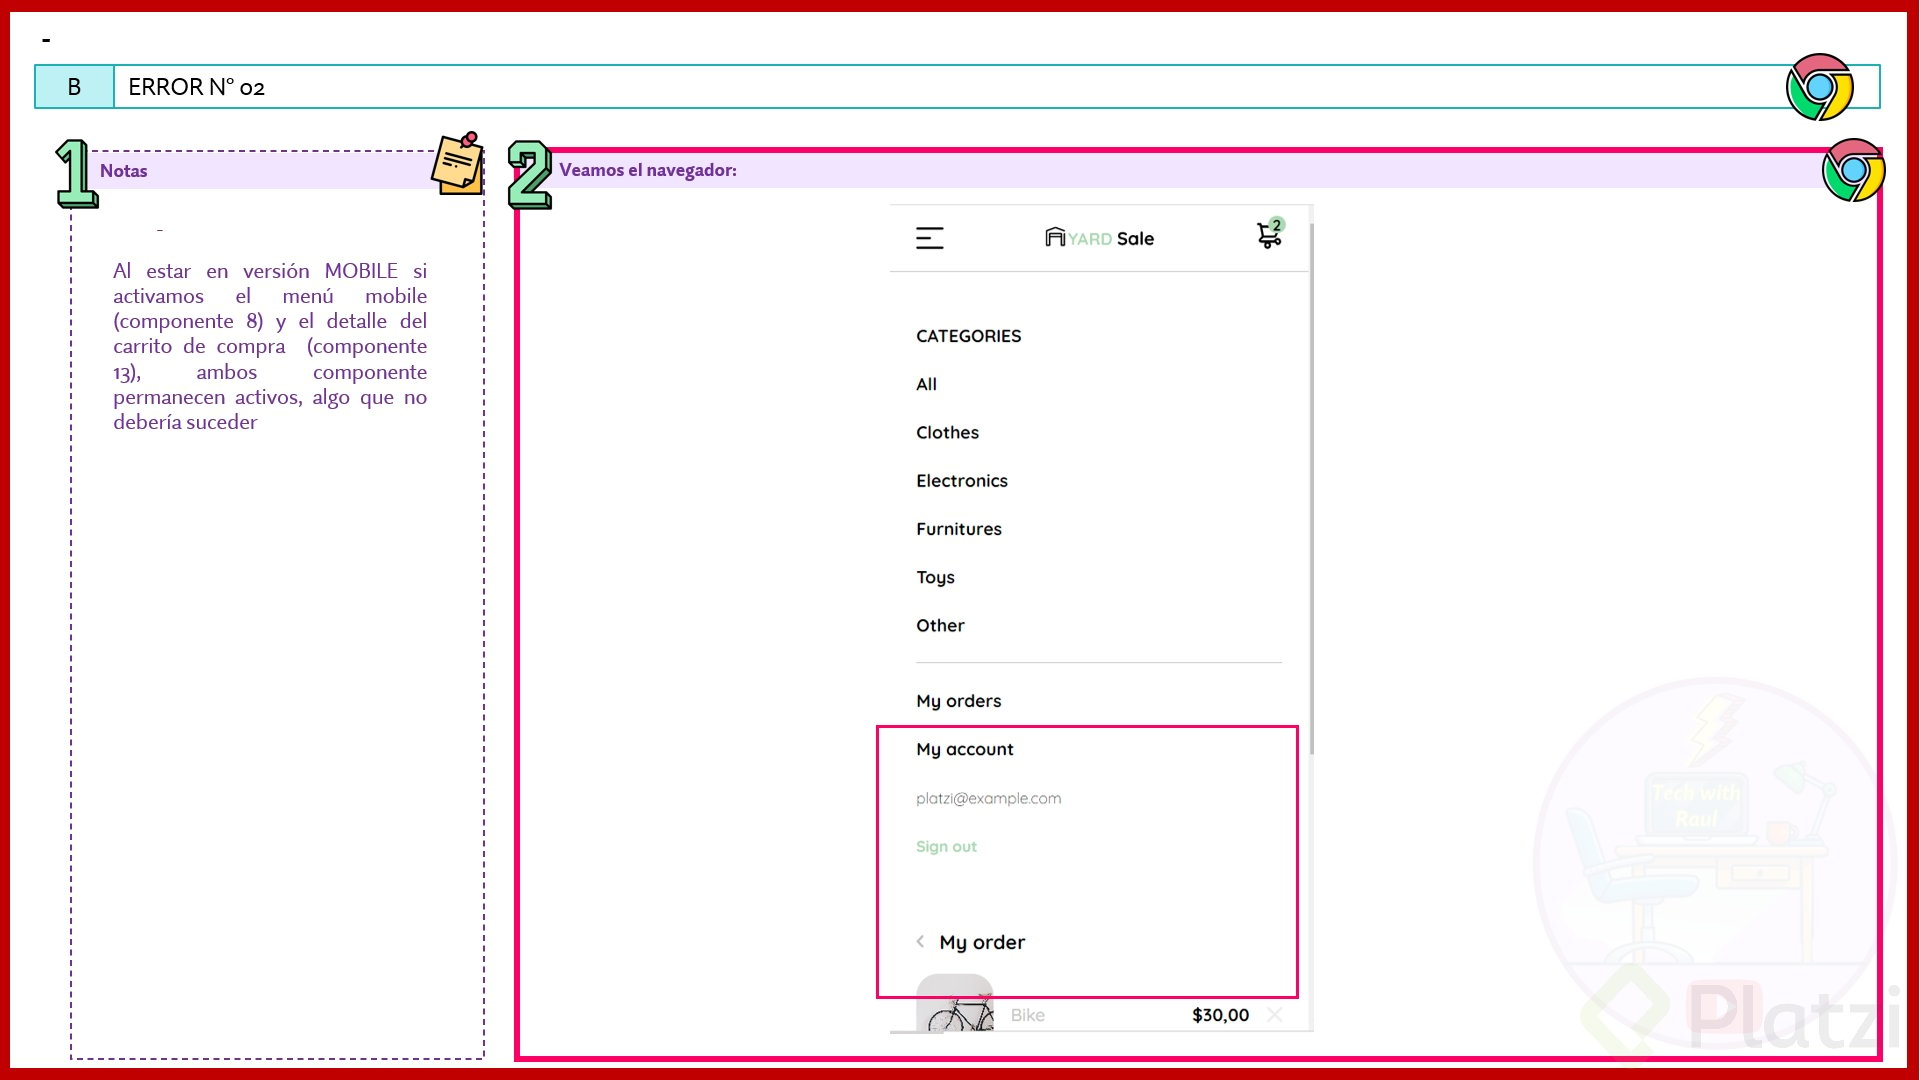 -
B ERROR N° 02
1 Notas
-
Al estar en versión MOBILE si
activamos el menú mobile
(componente 8) y el detalle del
carrito de compra (componente
13), ambos componente
permanecen activos, algo que no
debería suceder
2 Veamos el navegador:
YARD Sale 2
CATEGORIES
All
Clothes
Electronics
Furnitures
Toys
Other
My orders
My account
platzi@example.com
Sign out
My order
Bike $30,00
Tech with
Raul
Platzi